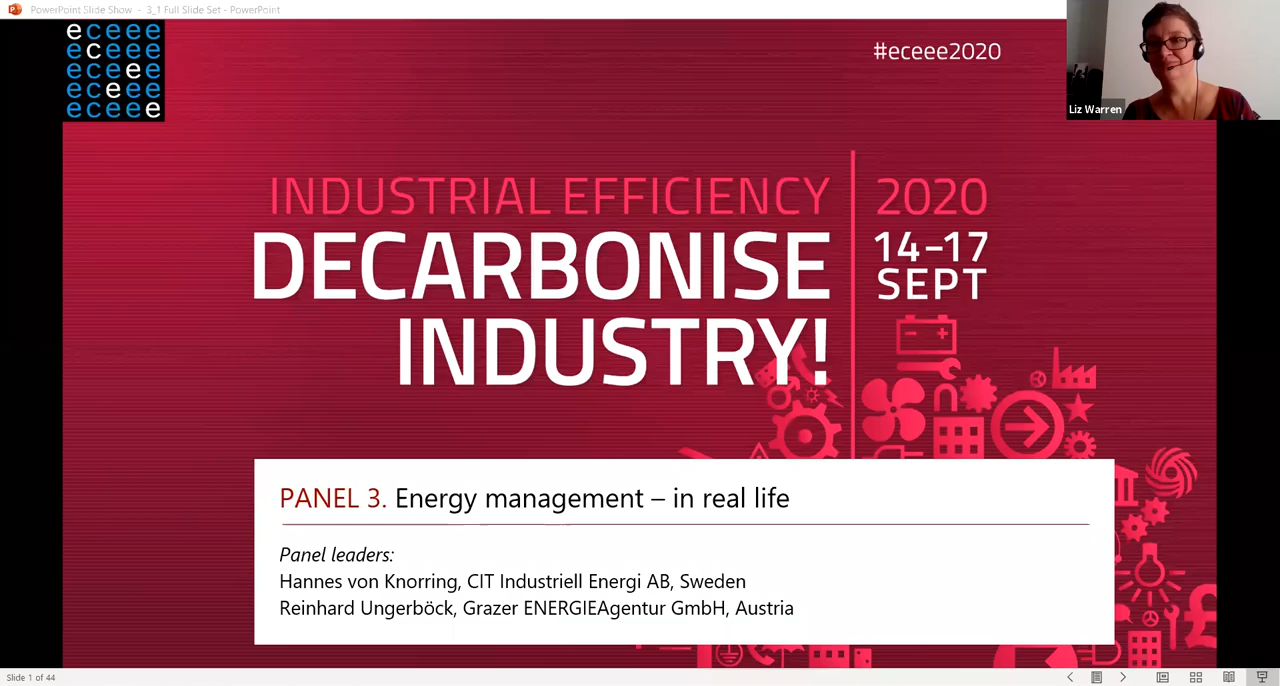 PowerPoint Slide Show - 3_1 Full Slide Set - PowerPoint
eceee
eceee
eceee
eceee
eceee
#eceee2020
Liz Warren
INDUSTRIAL EFFICIENCY
DECARBONISE
INDUSTRY!
2020
14–17
SEPT
PANEL 3. Energy management – in real life
Panel leaders:
Hannes von Knorring, CIT Industriell Energi AB, Sweden
Reinhard Ungerböck, Grazer ENERGIEAgentur GmbH, Austria
Slide 1 of 44